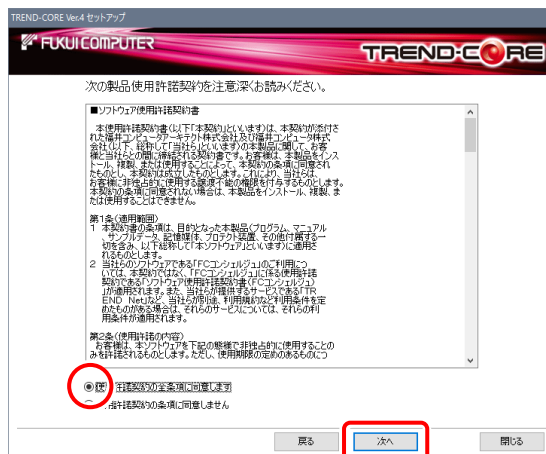 TREND-CORE Ver.4 セットアップ
FUKUI COMPUTER
TREND-CORE
次の製品使用許諾契約を注意深くお読みください。
■ソフトウェア使用許諾契約書
本使用許諾契約書(以下「本契約」といいます)は、本契約が添付さ
れた福井コンピュータアーキテクト株式会社及び福井コンピュータ株式
会社(以下、総称して「当社ら」といいます)の本製品に関して、お客
様と当社らとの間に締結される契約書です。お客様は、本製品をインス
トール、複製、または使用することによって、本契約の条項に同意され
たものとし、本契約は成立したものとします。これにより、当社らは、
お客様に非独占的に使用する譲渡不能の権限を付与するものとします。
本契約の条項に同意されない場合は、本製品をインストール、複製、ま
たは使用することはできません。
第1条(適用範囲)
1 本契約書の条項は、目的となった本製品(プログラム、マニュアル
、サンプルデータ、記憶媒体、プロテクト装置、その他付属する一
切を含み、以下総称して「本ソフトウェア」といいます)に適用さ
れるものとします。
2 当社らのソフトウェアである「FCコンシェルジュ」のご利用につ
いては、本契約ではなく、「FCコンシェルジュ」に係る使用許諾
契約である「ソフトウェア使用許諾契約書(FCコンシェルジュ)
」が適用されます。また、当社らが提供するサービスである「TR
END Net」など、当社らが別途、利用規約など利用条件を定
めたものがある場合は、それらのサービスについては、それらの利
用条件が適用されます。
第2条(使用許諾の内容)
お客様は、本ソフトウェアを下記の態様で非独占的に使用することの
みを許諾されるものとします。ただし、使用期限の定めのあるものにつ
許諾契約の全条項に同意します
許諾契約の条項に同意しません
戻る
次へ
閉じる